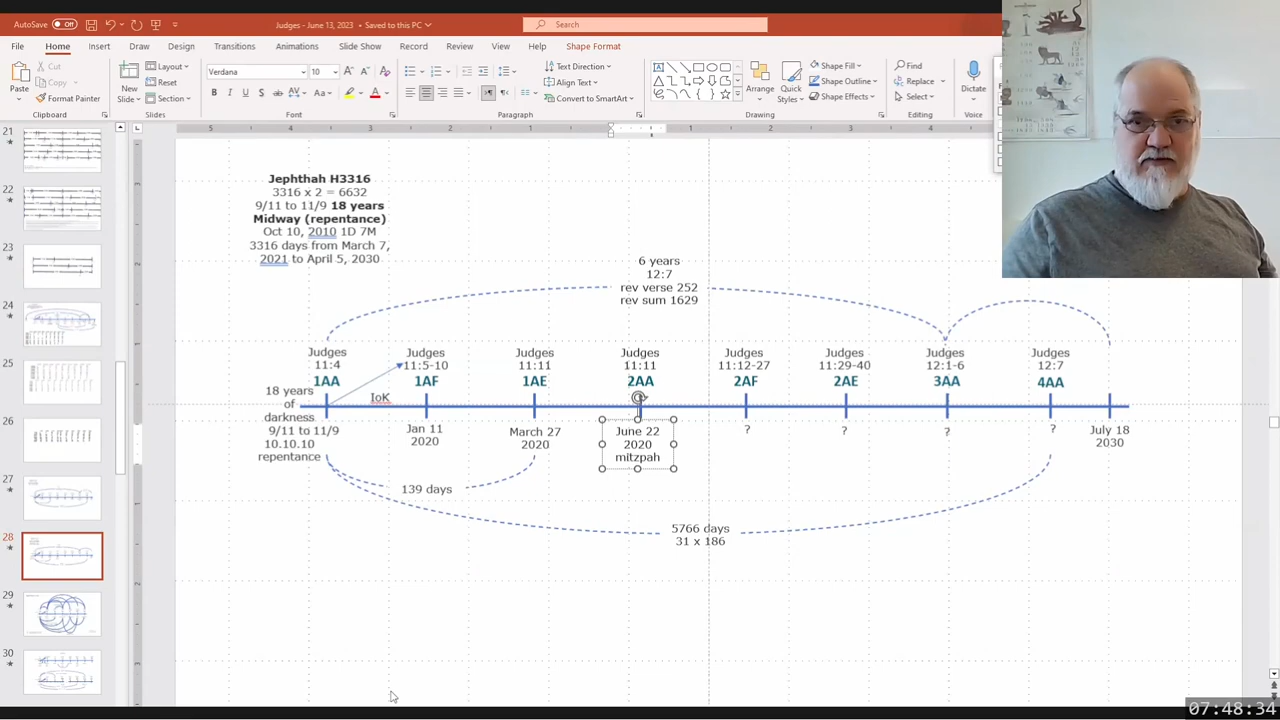 AutoSave Off
Judges - June 13, 2023 • Saved to this PC
Search
File Home Insert Draw Design Transitions Animations Slide Show Record Review View Help Shape Format
Paste
Cut
Copy
Format Painter
Clipboard
New Slide
Layout
Reset
Section
Slides
Verdana 10
Font
Paragraph
Text Direction
Align Text
Convert to SmartArt
Arrange
Quick Styles
Drawing
Shape Fill
Shape Outline
Shape Effects
Find
Replace
Select
Editing
Dictate
Voice
21
22
23
24
25
26
27
28
29
30
Jephthah H3316
3316 x 2 = 6632
9/11 to 11/9 18 years
Midway (repentance)
Oct 10, 2010 1D 7M
3316 days from March 7,
2021 to April 5, 2030
6 years
12:7
rev verse 252
rev sum 1629
Judges
11:4
1AA
Judges
11:5-10
1AF
Judges
11:11
1AE
Judges
11:11
2AA
Judges
11:12-27
2AF
Judges
11:29-40
2AE
Judges
12:1-6
3AA
Judges
12:7
4AA
IoK
18 years
of
darkness
9/11 to 11/9
10.10.10
repentance
Jan 11
2020
March 27
2020
June 22
2020
mitzpah
?
?
?
?
July 18
2030
139 days
5766 days
31 x 186
07:48:34